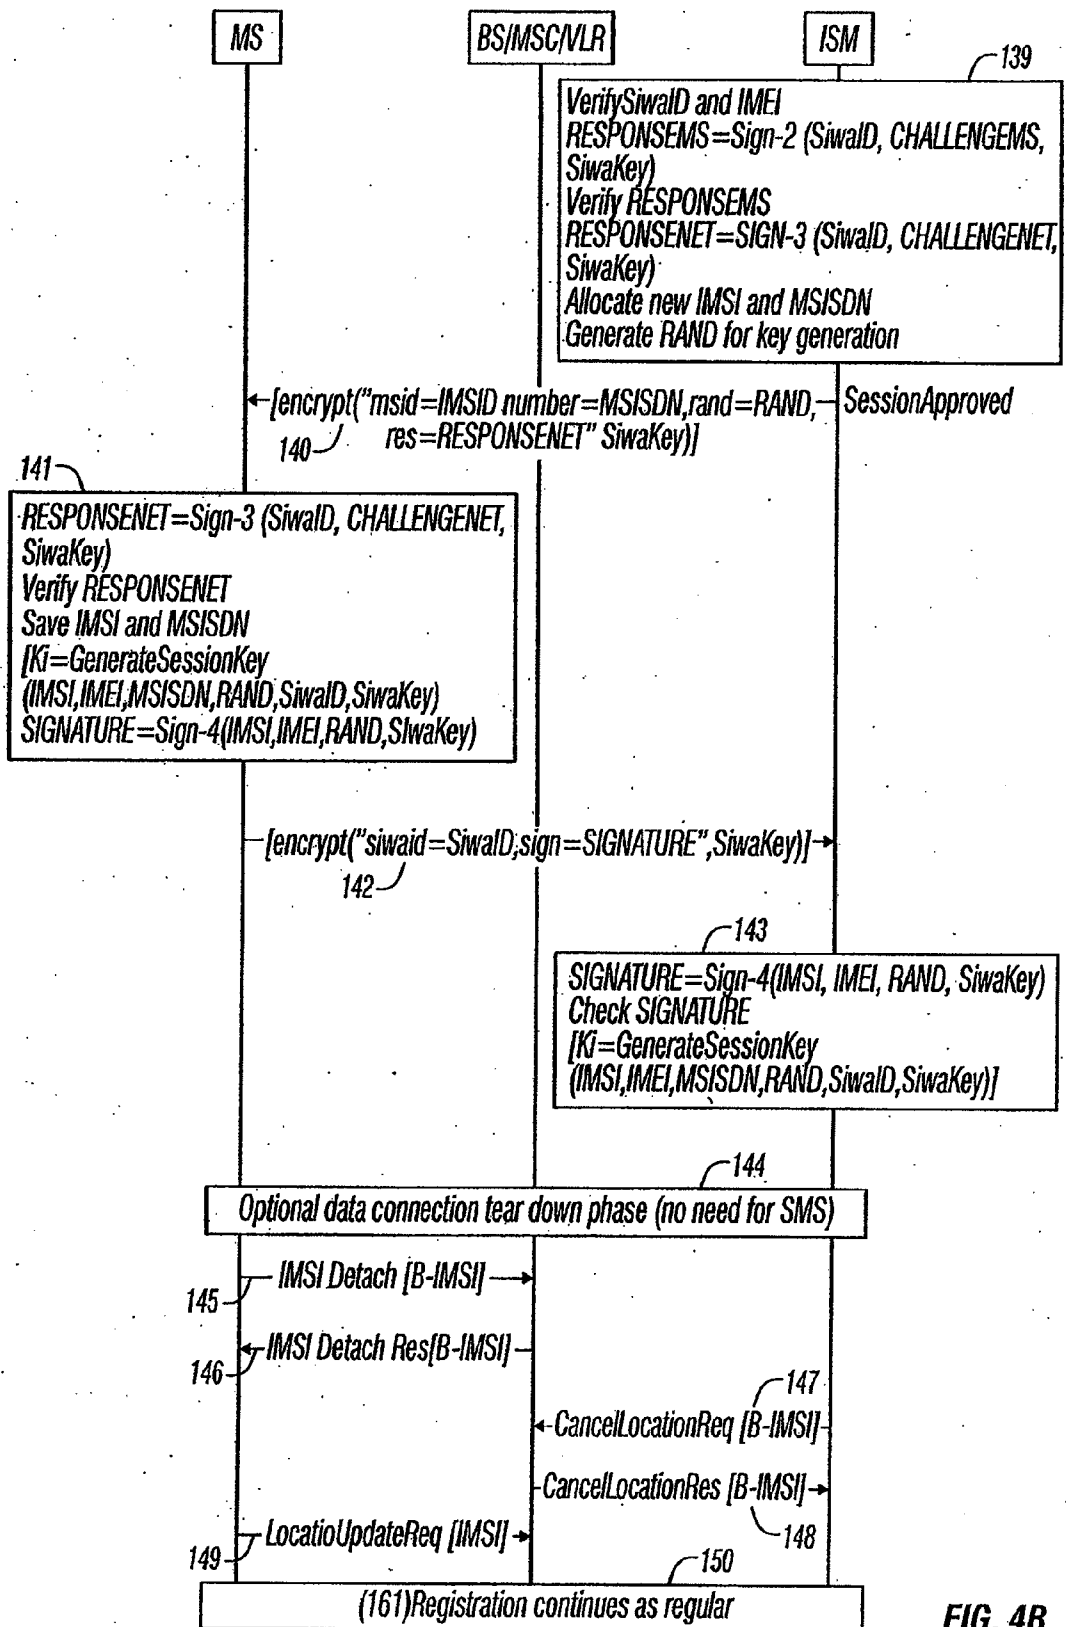 MS
BS/MSC/VLR
ISM
139
VerifySiwaID and IMEI
RESPONSEMS=Sign-2 (SiwaID, CHALLENGEMS,
SiwaKey)
Verify RESPONSEMS
RESPONSENET=SIGN-3 (SiwaID, CHALLENGENET,
SiwaKey)
Allocate new IMSI and MSISDN
Generate RAND for key generation
[encrypt("msid=IMSID number=MSISDN,rand=RAND,
SessionApproved
res=RESPONSENET" SiwaKey)]
140
141
RESPONSENET=Sign-3 (SiwaID, CHALLENGENET,
SiwaKey)
Verify RESPONSENET
Save IMSI and MSISDN
[Ki=GenerateSessionKey
(IMSI,IMEI,MSISDN,RAND,SiwaID,SiwaKey)
SIGNATURE=Sign-4(IMSI,IMEI,RAND,SIwaKey)
[encrypt("siwaid=SiwaID,sign=SIGNATURE",SiwaKey)]
142
143
SIGNATURE=Sign-4(IMSI, IMEI, RAND, SiwaKey)
Check SIGNATURE
[Ki=GenerateSessionKey
(IMSI,IMEI,MSISDN,RAND,SiwaID,SiwaKey)]
144
Optional data connection tear down phase (no need for SMS)
IMSI Detach [B-IMSI]
145
IMSI Detach Res[B-IMSI]
146
147
CancelLocationReq [B-IMSI]
CancelLocationRes [B-IMSI]
148
LocatioUpdateReq [IMSI]
149
150
(161)Registration continues as regular
FIG. 4B